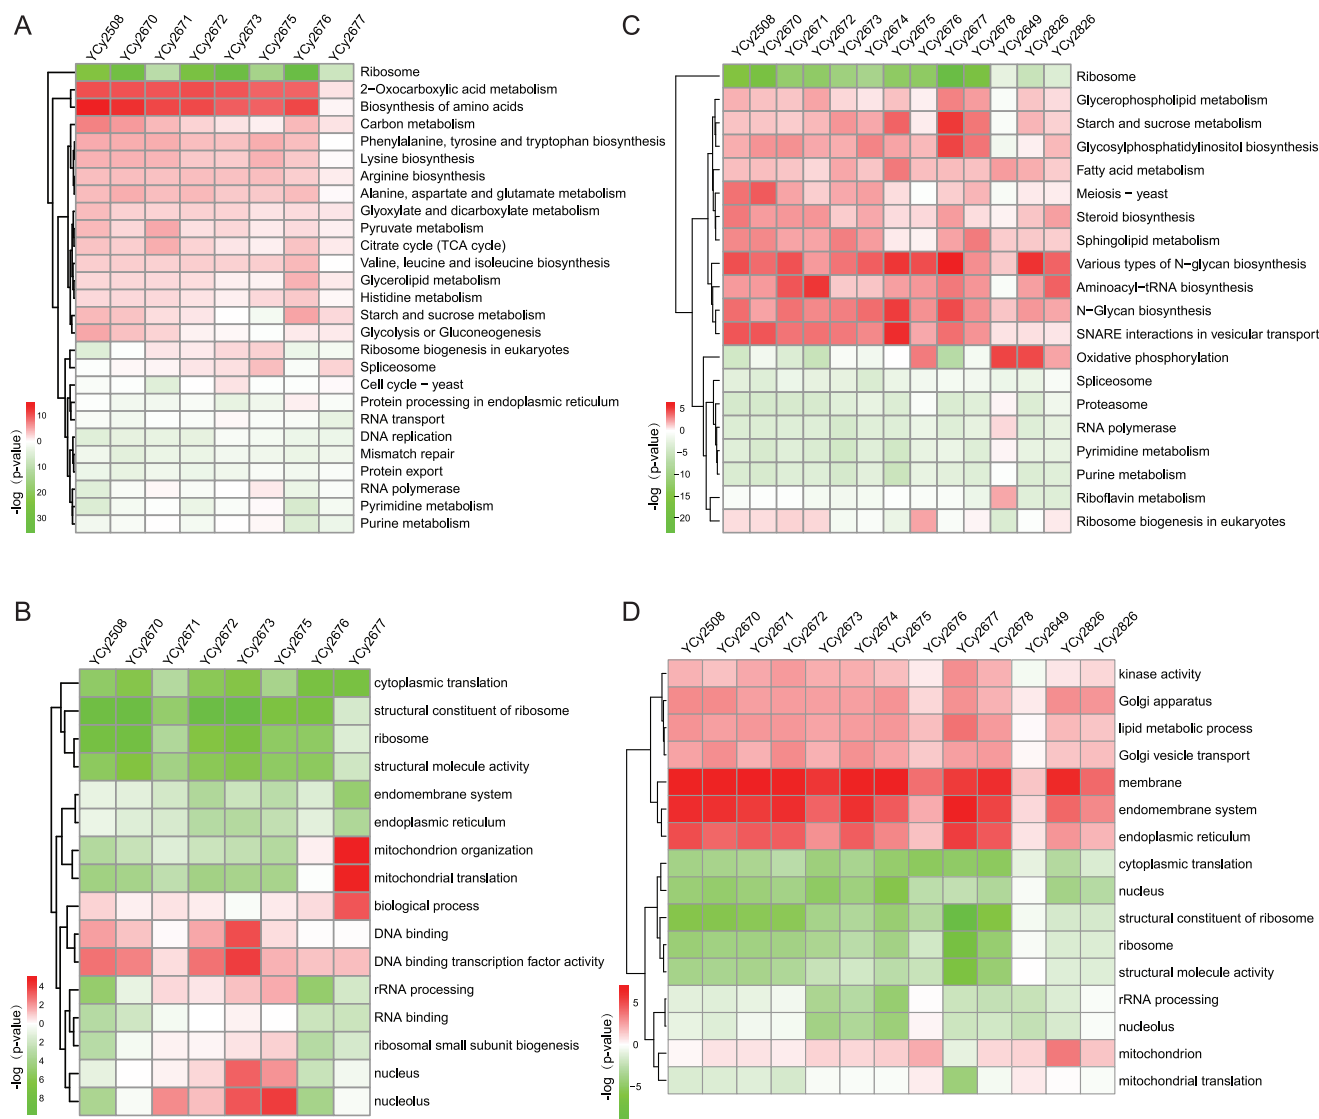 A
YCy2508
YCy2670
YCy2671
YCy2672
YCy2673
YCy2675
YCy2676
YCy2677
Ribosome
2−Oxocarboxylic acid metabolism
Biosynthesis of amino acids
Carbon metabolism
Phenylalanine, tyrosine and tryptophan biosynthesis
Lysine biosynthesis
Arginine biosynthesis
Alanine, aspartate and glutamate metabolism
Glyoxylate and dicarboxylate metabolism
Pyruvate metabolism
Citrate cycle (TCA cycle)
Valine, leucine and isoleucine biosynthesis
Glycerolipid metabolism
Histidine metabolism
Starch and sucrose metabolism
Glycolysis or Gluconeogenesis
Ribosome biogenesis in eukaryotes
Spliceosome
Cell cycle − yeast
Protein processing in endoplasmic reticulum
RNA transport
DNA replication
Mismatch repair
Protein export
RNA polymerase
Pyrimidine metabolism
Purine metabolism
10
0
10
20
30
-log (p-value)
C
YCy2508
YCy2670
YCy2671
YCy2672
YCy2673
YCy2674
YCy2675
YCy2676
YCy2677
YCy2678
YCy2649
YCy2826
YCy2826
Ribosome
Glycerophospholipid metabolism
Starch and sucrose metabolism
Glycosylphosphatidylinositol biosynthesis
Fatty acid metabolism
Meiosis − yeast
Steroid biosynthesis
Sphingolipid metabolism
Various types of N−glycan biosynthesis
Aminoacyl−tRNA biosynthesis
N−Glycan biosynthesis
SNARE interactions in vesicular transport
Oxidative phosphorylation
Spliceosome
Proteasome
RNA polymerase
Pyrimidine metabolism
Purine metabolism
Riboflavin metabolism
Ribosome biogenesis in eukaryotes
5
0
−5
−10
−15
−20
-log (p-value)
B
YCy2508
YCy2670
YCy2671
YCy2672
YCy2673
YCy2675
YCy2676
YCy2677
cytoplasmic translation
structural constituent of ribosome
ribosome
structural molecule activity
endomembrane system
endoplasmic reticulum
mitochondrion organization
mitochondrial translation
biological process
DNA binding
DNA binding transcription factor activity
rRNA processing
RNA binding
ribosomal small subunit biogenesis
nucleus
nucleolus
4
2
0
2
4
6
8
-log (p-value)
D
YCy2508
YCy2670
YCy2671
YCy2672
YCy2673
YCy2674
YCy2675
YCy2676
YCy2677
YCy2678
YCy2649
YCy2826
YCy2826
kinase activity
Golgi apparatus
lipid metabolic process
Golgi vesicle transport
membrane
endomembrane system
endoplasmic reticulum
cytoplasmic translation
nucleus
structural constituent of ribosome
ribosome
structural molecule activity
rRNA processing
nucleolus
mitochondrion
mitochondrial translation
5
0
−5
-log (p-value)